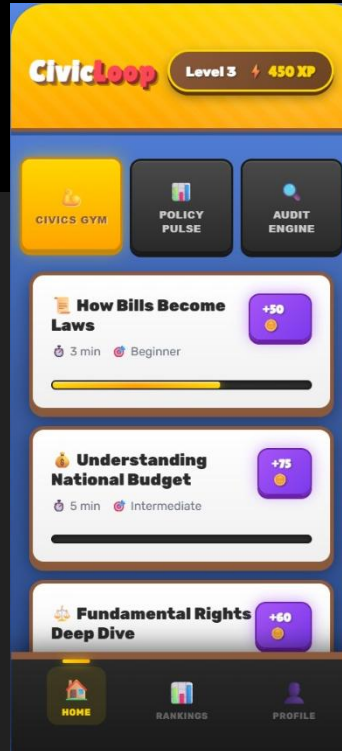 CivicLoop
Level 3 ⚡ 450 XP
CIVICS GYM
POLICY
PULSE
AUDIT
ENGINE
How Bills Become
Laws
+50
3 min Beginner
Understanding
National Budget
+75
5 min Intermediate
Fundamental Rights
Deep Dive
+60
HOME
RANKINGS
PROFILE